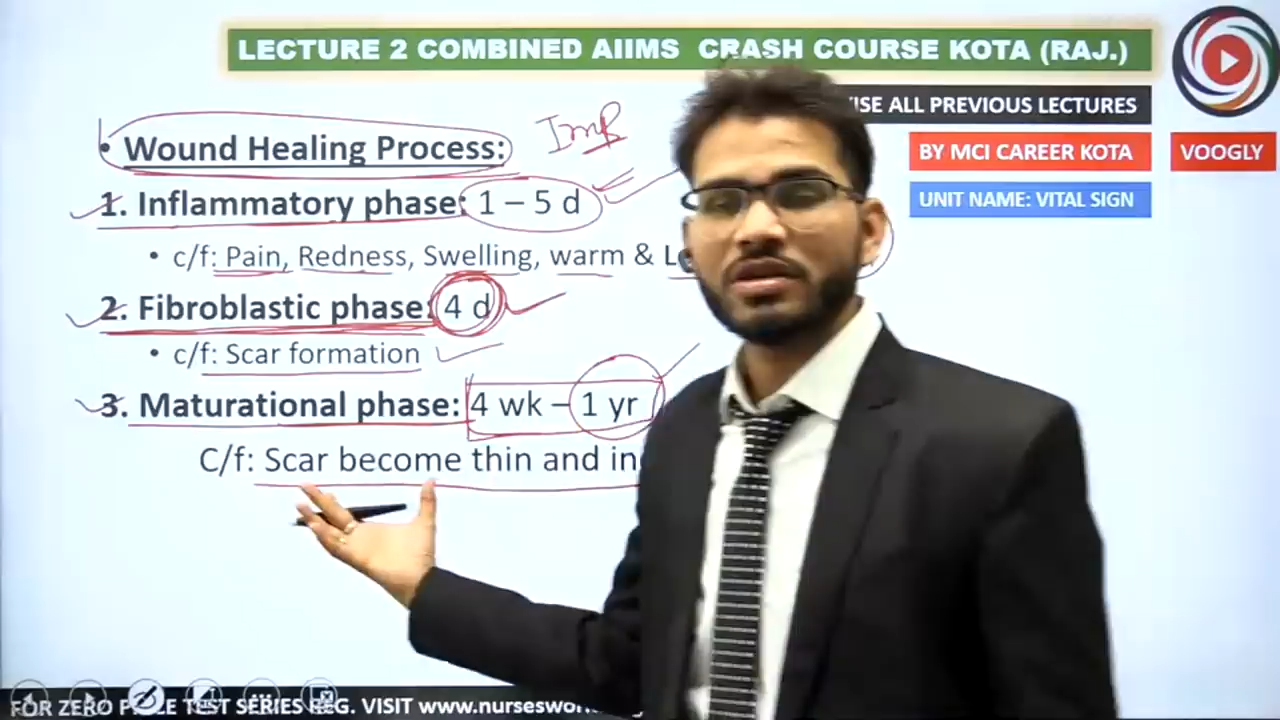 LECTURE 2 COMBINED AIIMS CRASH COURSE KOTA (RAJ.)
ALL PREVIOUS LECTURES
BY MCI CAREER KOTA
VOOGLY
UNIT NAME: VITAL SIGN
• Wound Healing Process:
Imp
1. Inflammatory phase: 1 – 5 d
• c/f: Pain, Redness, Swelling, warm &
2. Fibroblastic phase: 4 d
• c/f: Scar formation
3. Maturational phase: 4 wk – 1 yr
C/f: Scar become thin and
FOR ZERO TEST SERIES REG. VISIT